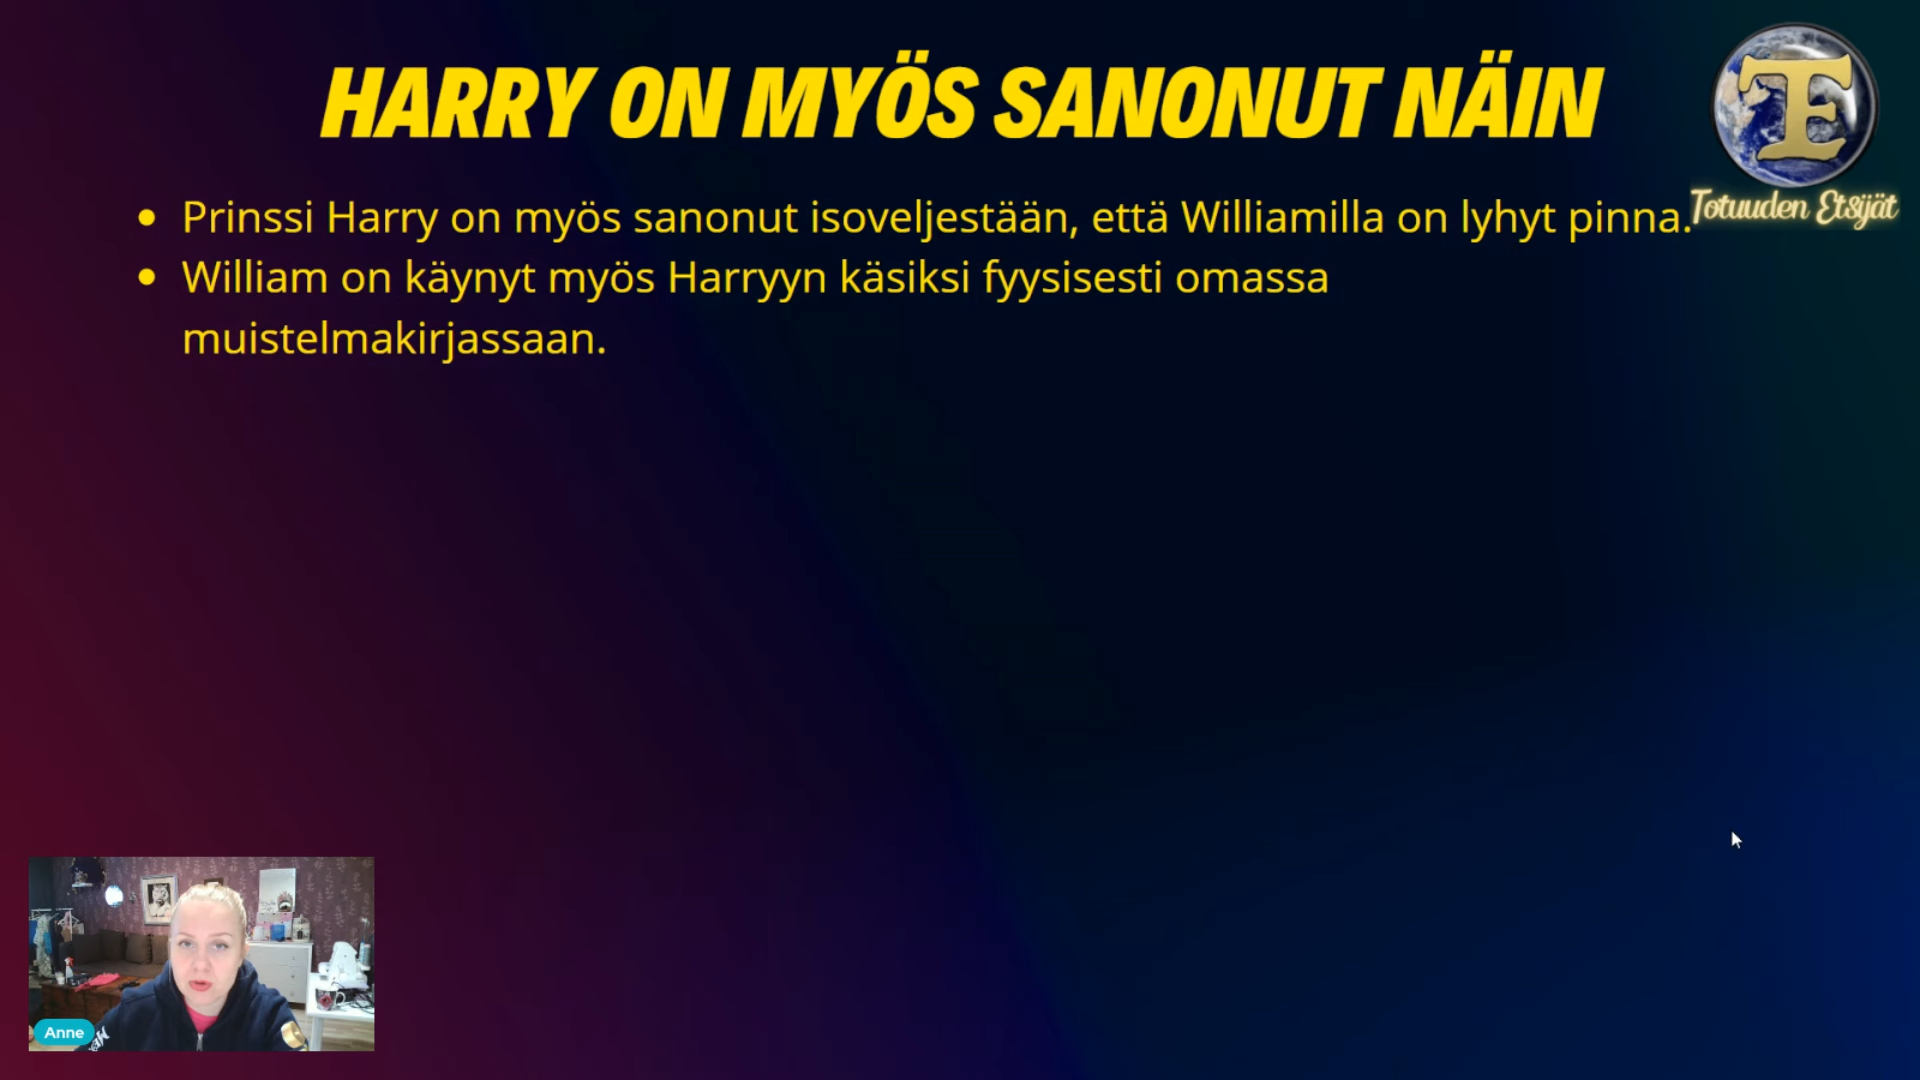 HARRY ON MYÖS SANONUT NÄIN
TE
Totuuden Etsijät
Prinssi Harry on myös sanonut isoveljestään, että Williamilla on lyhyt pinna.
William on käynyt myös Harryyn käsiksi fyysisesti omassa
muistelmakirjassaan.
Anne